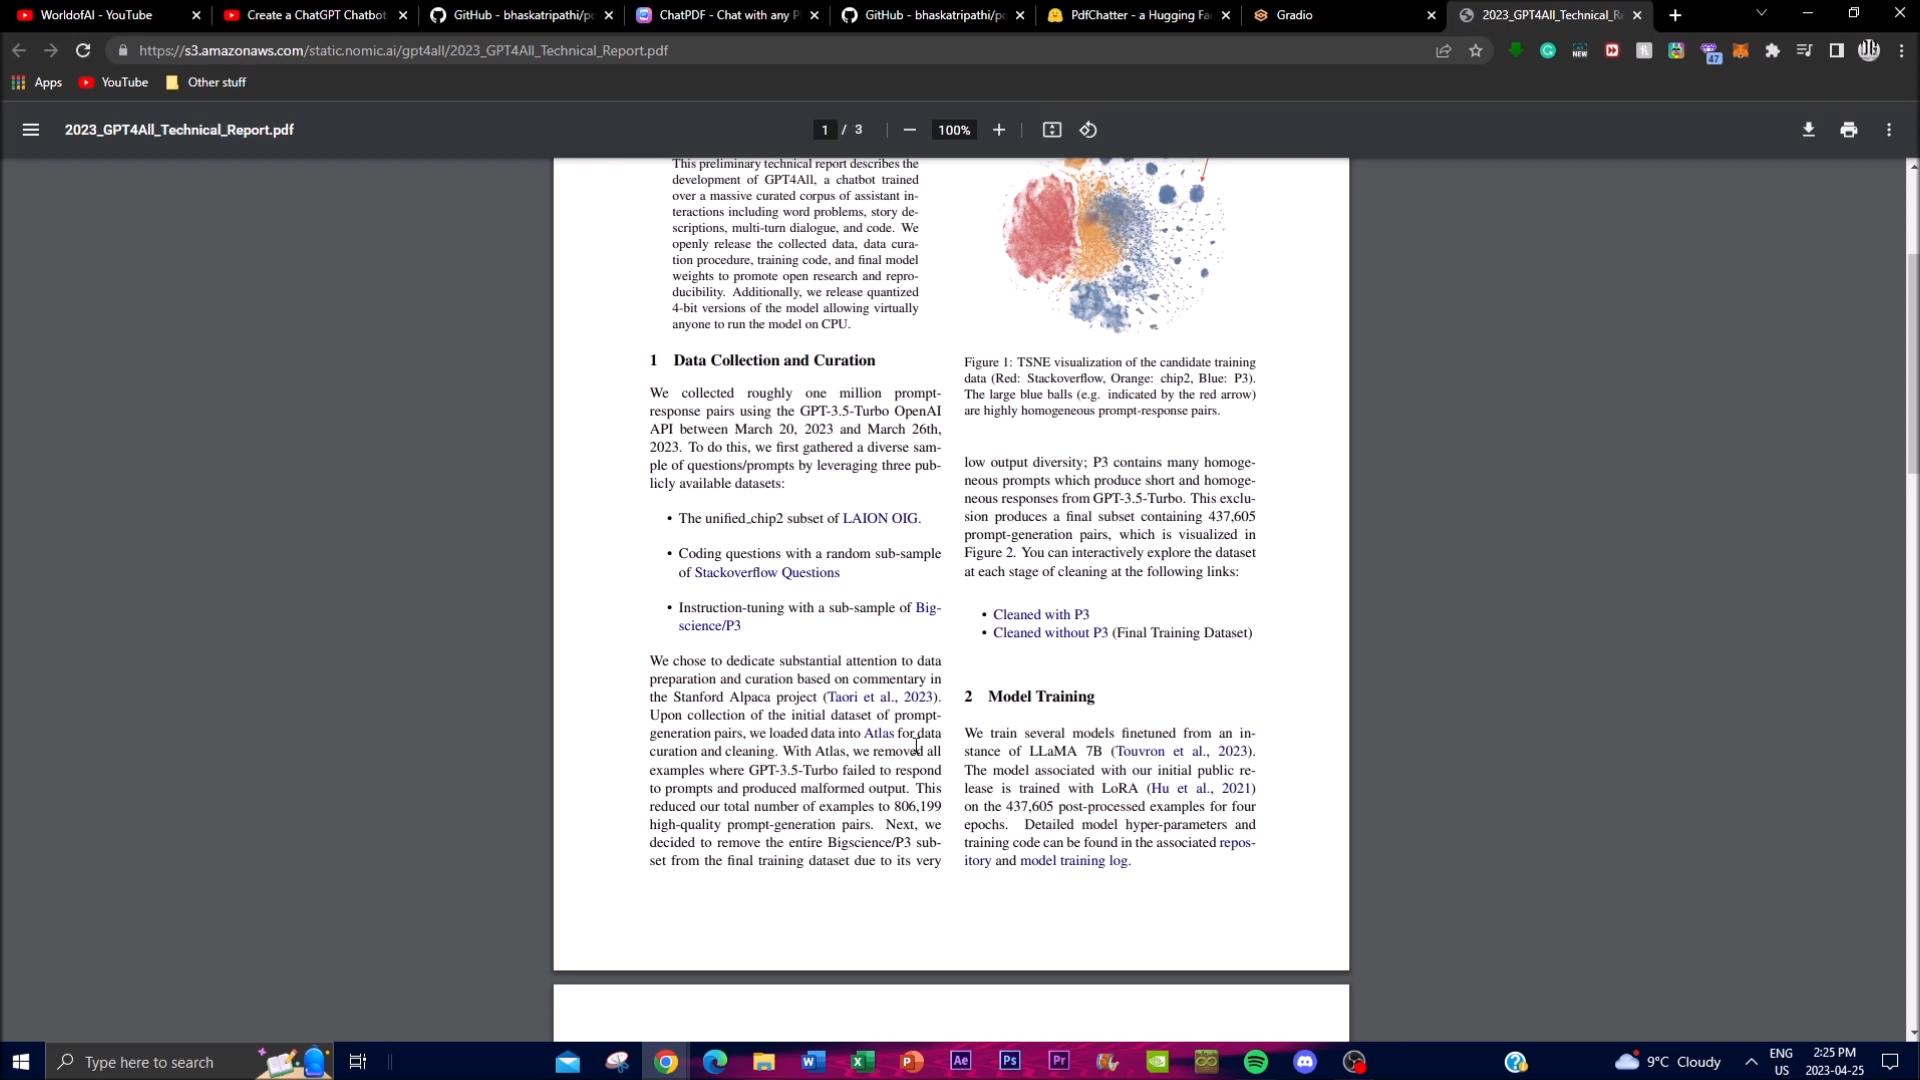 WorldofAI - YouTube
Create a ChatGPT Chatbot
GitHub - bhaskatripathi/pc
ChatPDF - Chat with any P
GitHub - bhaskatripathi/pc
PdfChatter - a Hugging Fa
Gradio
2023_GPT4All_Technical_R
https://s3.amazonaws.com/static.nomic.ai/gpt4all/2023_GPT4All_Technical_Report.pdf
NEW
47
Apps
YouTube
Other stuff
2023_GPT4All_Technical_Report.pdf
1 / 3
100%
This preliminary technical report describes the
development of GPT4All, a chatbot trained
over a massive curated corpus of assistant in-
teractions including word problems, story de-
scriptions, multi-turn dialogue, and code. We
openly release the collected data, data cura-
tion procedure, training code, and final model
weights to promote open research and repro-
ducibility. Additionally, we release quantized
4-bit versions of the model allowing virtually
anyone to run the model on CPU.
1 Data Collection and Curation
We collected roughly one million prompt-
response pairs using the GPT-3.5-Turbo OpenAI
API between March 20, 2023 and March 26th,
2023. To do this, we first gathered a diverse sam-
ple of questions/prompts by leveraging three pub-
licly available datasets:
• The unified_chip2 subset of LAION OIG.
• Coding questions with a random sub-sample
of Stackoverflow Questions
• Instruction-tuning with a sub-sample of Big-
science/P3
We chose to dedicate substantial attention to data
preparation and curation based on commentary in
the Stanford Alpaca project (Taori et al., 2023).
Upon collection of the initial dataset of prompt-
generation pairs, we loaded data into Atlas for data
curation and cleaning. With Atlas, we removed all
examples where GPT-3.5-Turbo failed to respond
to prompts and produced malformed output. This
reduced our total number of examples to 806,199
high-quality prompt-generation pairs. Next, we
decided to remove the entire Bigscience/P3 sub-
set from the final training dataset due to its very
Figure 1: TSNE visualization of the candidate training
data (Red: Stackoverflow, Orange: chip2, Blue: P3).
The large blue balls (e.g. indicated by the red arrow)
are highly homogeneous prompt-response pairs.
low output diversity; P3 contains many homoge-
neous prompts which produce short and homoge-
neous responses from GPT-3.5-Turbo. This exclu-
sion produces a final subset containing 437,605
prompt-generation pairs, which is visualized in
Figure 2. You can interactively explore the dataset
at each stage of cleaning at the following links:
• Cleaned with P3
• Cleaned without P3 (Final Training Dataset)
2 Model Training
We train several models finetuned from an in-
stance of LLaMA 7B (Touvron et al., 2023).
The model associated with our initial public re-
lease is trained with LoRA (Hu et al., 2021)
on the 437,605 post-processed examples for four
epochs. Detailed model hyper-parameters and
training code can be found in the associated repos-
itory and model training log.
Type here to search
Ae
Ps
Pr
9°C Cloudy
ENG
US
2:25 PM
2023-04-25